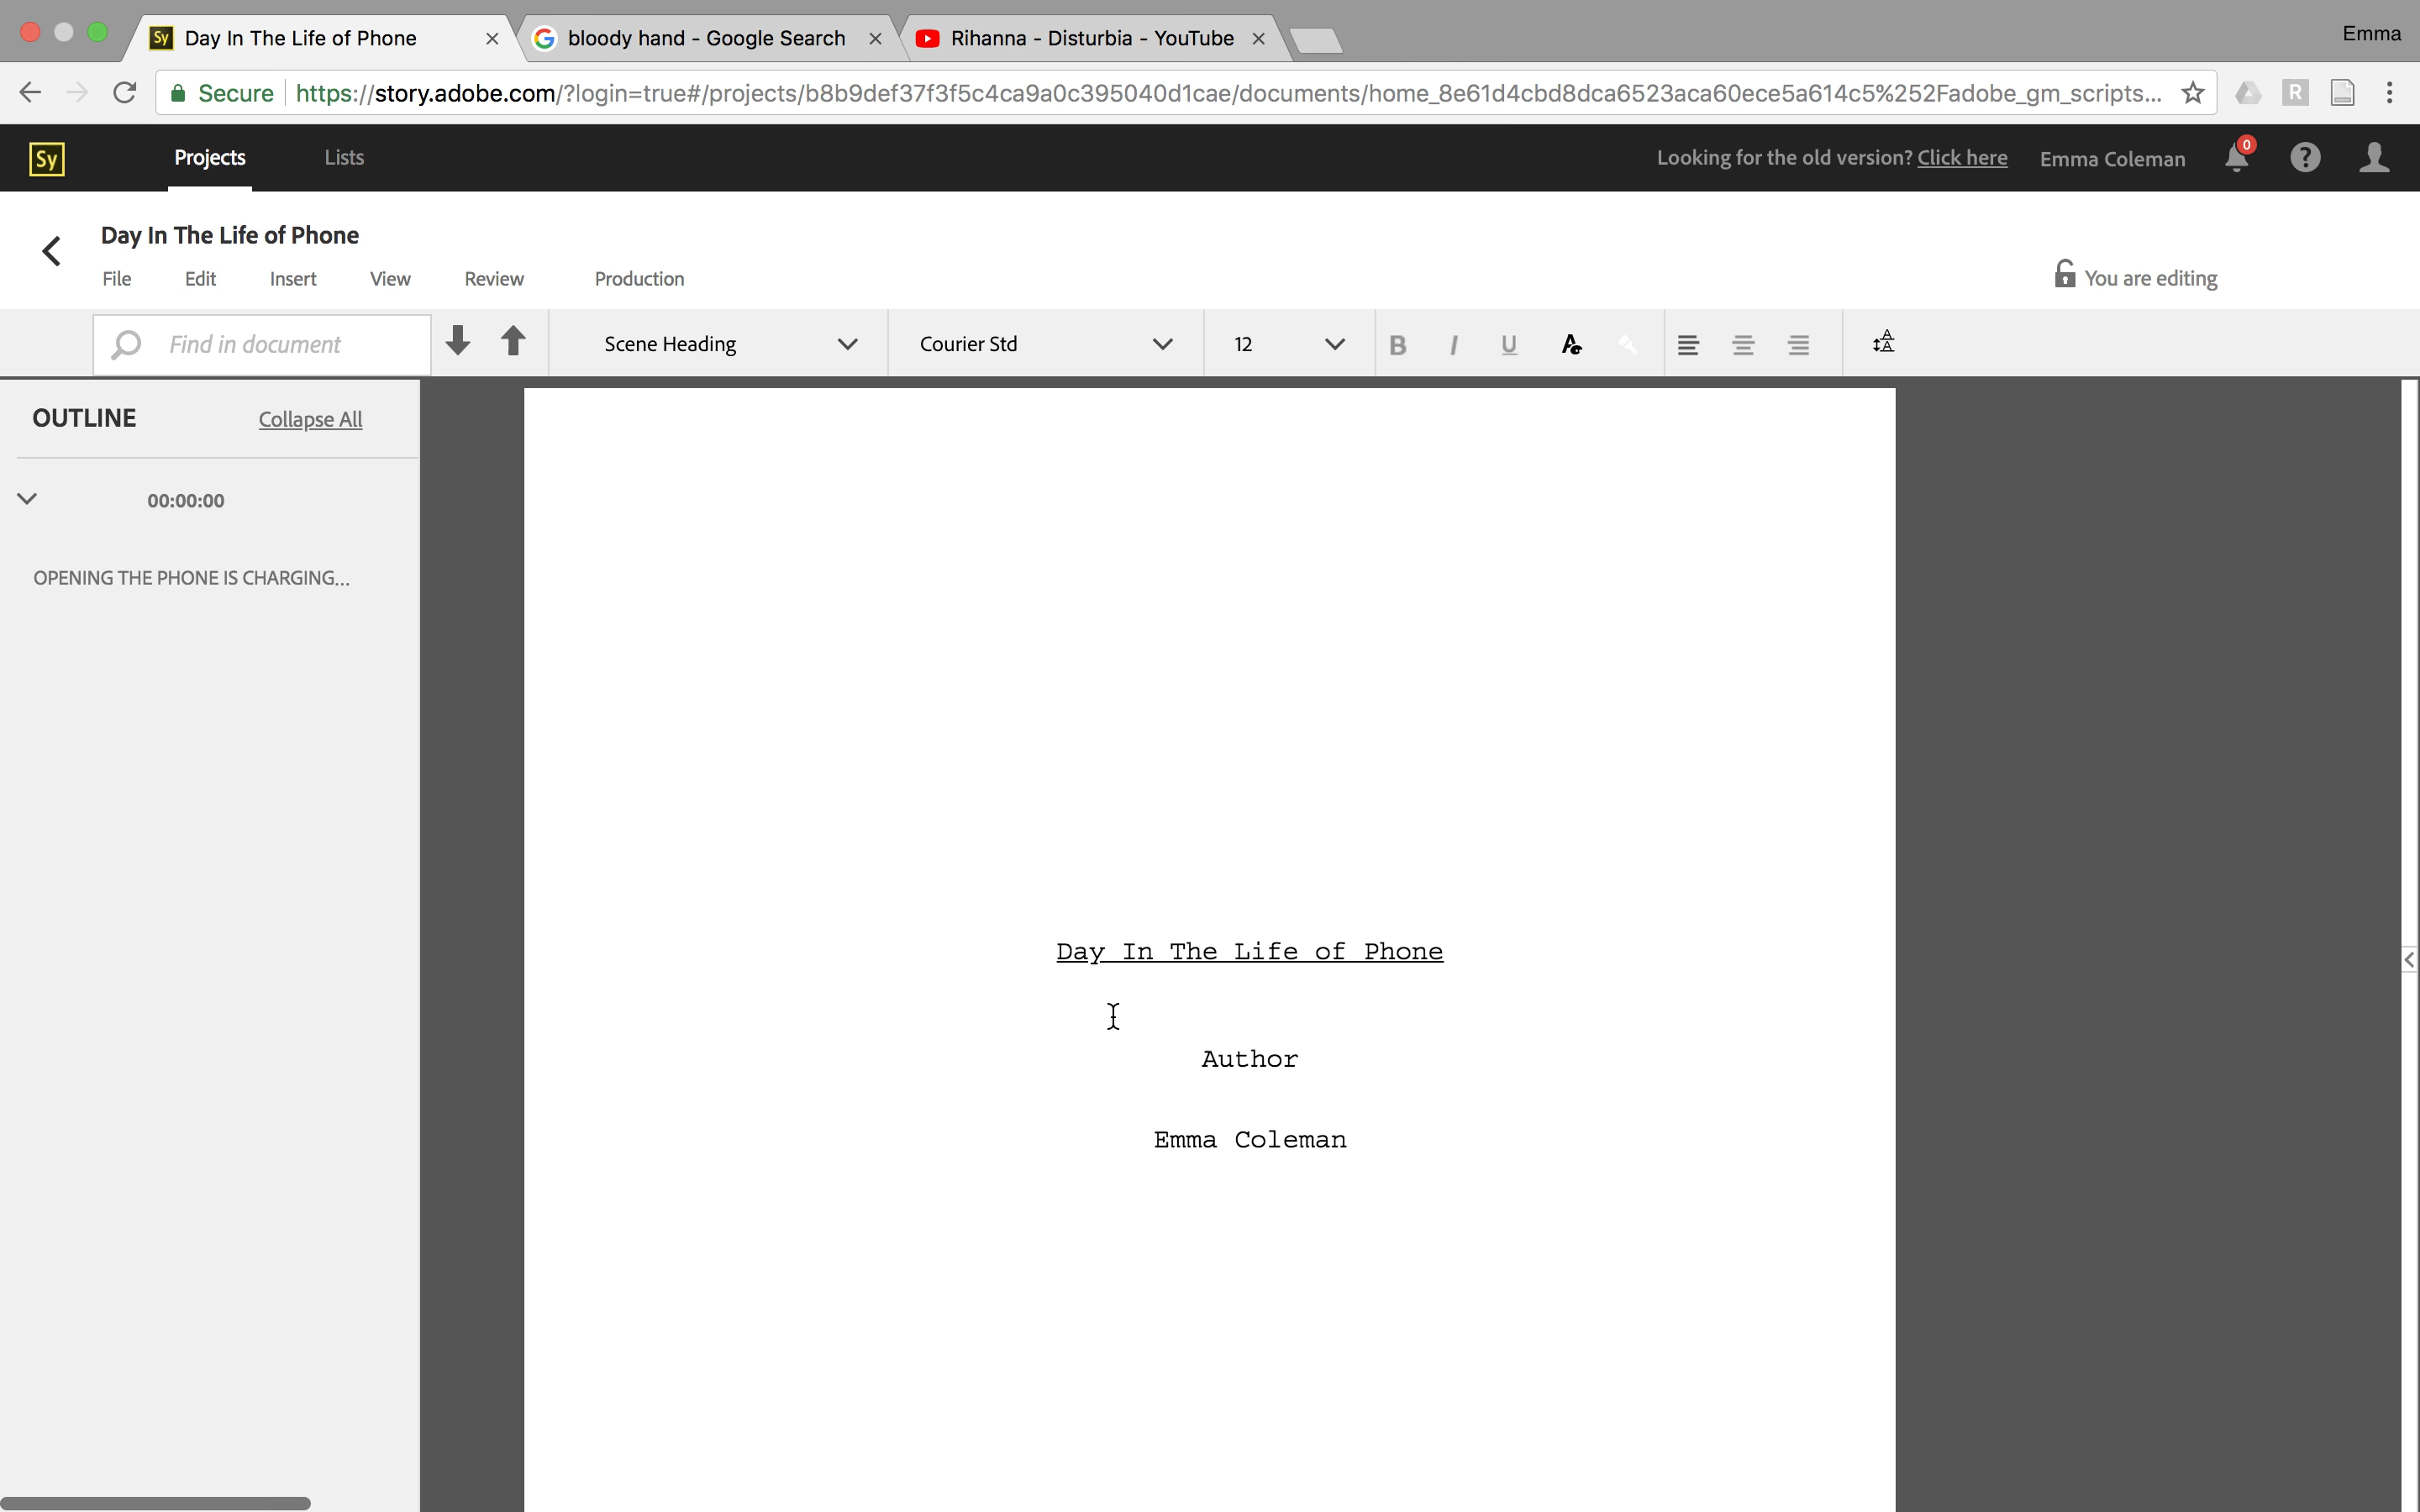 Day In The Life of Phone
bloody hand - Google Search
Rihanna - Disturbia - YouTube
Emma
Secure
https://story.adobe.com/?login=true#/projects/b8b9def37f3f5c4ca9a0c395040d1cae/documents/home_8e61d4cbd8dca6523aca60ece5a614c5%252Fadobe_gm_scripts...
R
Sy Projects Lists Looking for the old version? Click here Emma Coleman 0 ?
Day In The Life of Phone
File Edit Insert View Review Production You are editing
Find in document Scene Heading Courier Std 12 B I U A A
OUTLINE Collapse All
00:00:00
OPENING THE PHONE IS CHARGING...
Day In The Life of Phone
Author
Emma Coleman